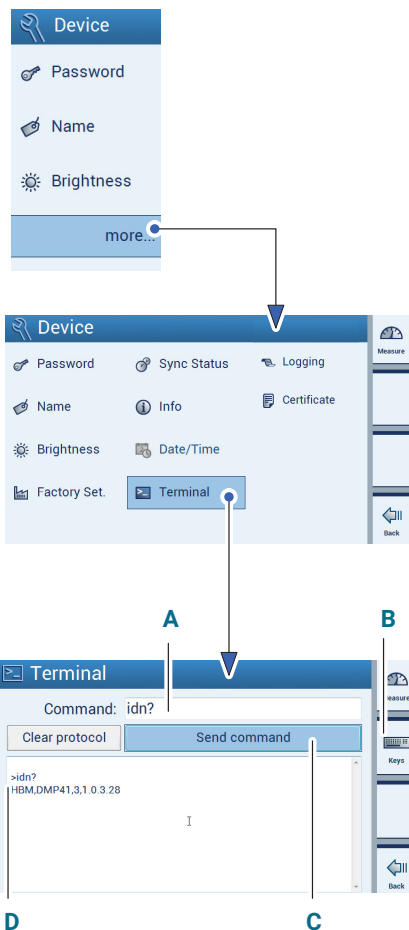 Device
Password
Name
Brightness
more...
Device
Password
Sync Status
Logging
Measure
Name
Info
Certificate
Brightness
Date/Time
Factory Set.
Terminal
Back
A
B
Terminal
easure
Command: idn?
Clear protocol
Send command
Keys
>idn?
HBM,DMP41,3,1.0.3.28
Back
D
C